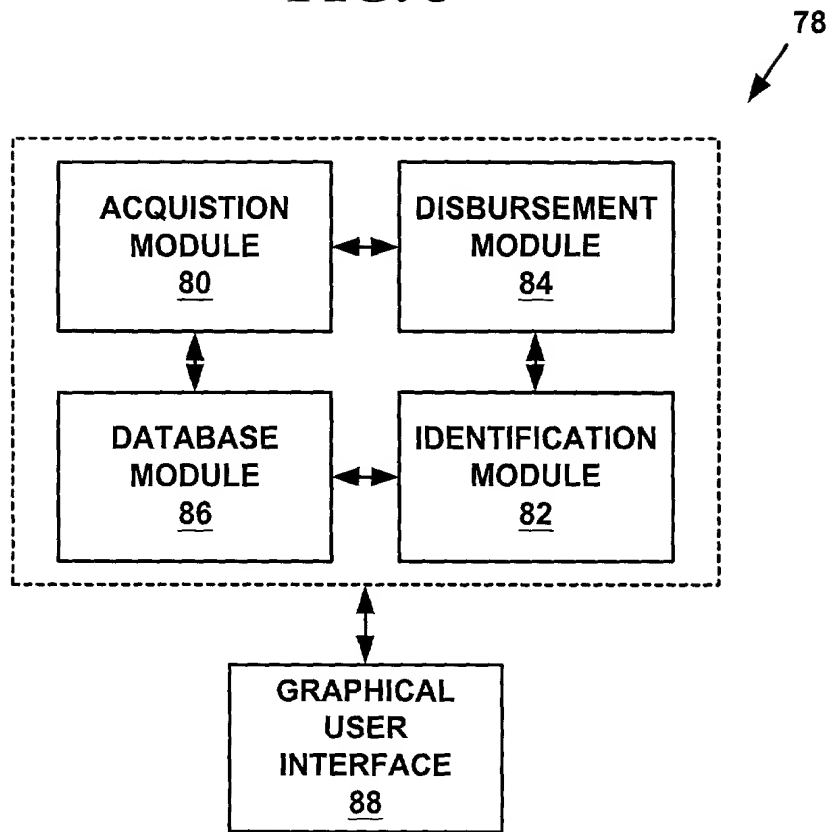 78
ACQUISTION
MODULE
80
DISBURSEMENT
MODULE
84
DATABASE
MODULE
86
IDENTIFICATION
MODULE
82
GRAPHICAL
USER
INTERFACE
88